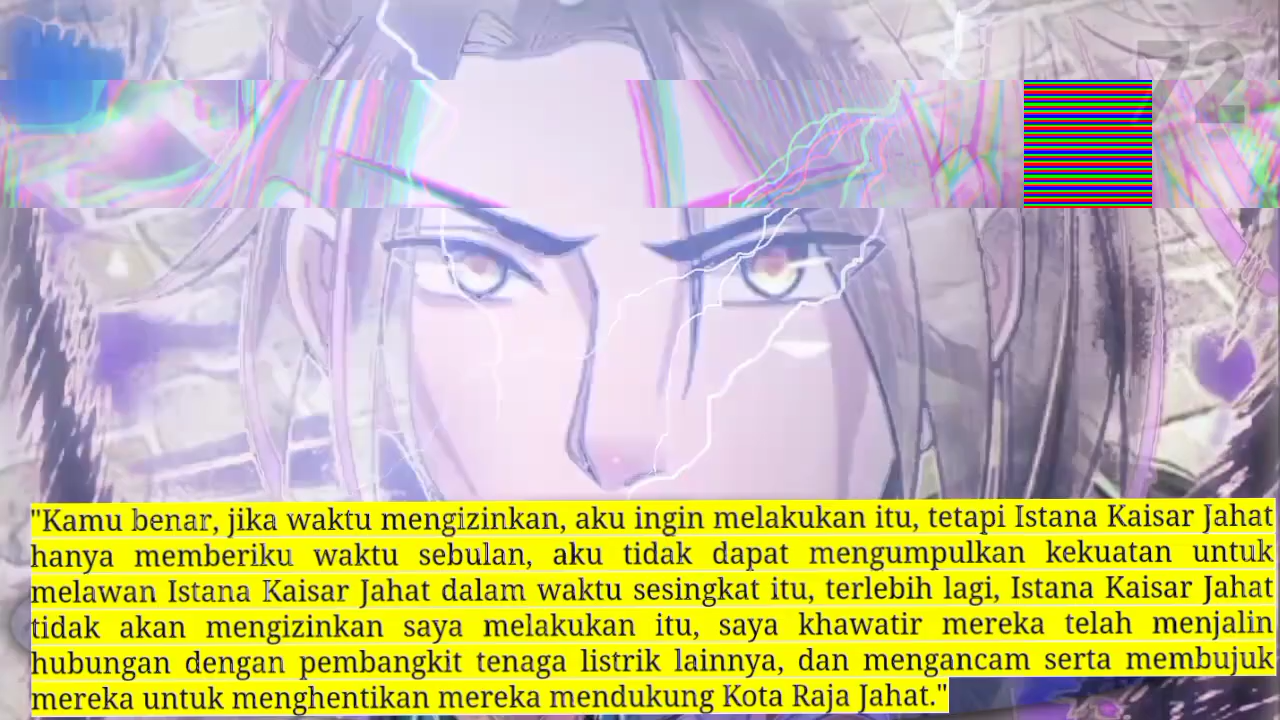 72
"Kamu benar, jika waktu mengizinkan, aku ingin melakukan itu, tetapi Istana Kaisar Jahat
hanya memberiku waktu sebulan, aku tidak dapat mengumpulkan kekuatan untuk
melawan Istana Kaisar Jahat dalam waktu sesingkat itu, terlebih lagi, Istana Kaisar Jahat
tidak akan mengizinkan saya melakukan itu, saya khawatir mereka telah menjalin
hubungan dengan pembangkit tenaga listrik lainnya, dan mengancam serta membujuk
mereka untuk menghentikan mereka mendukung Kota Raja Jahat."